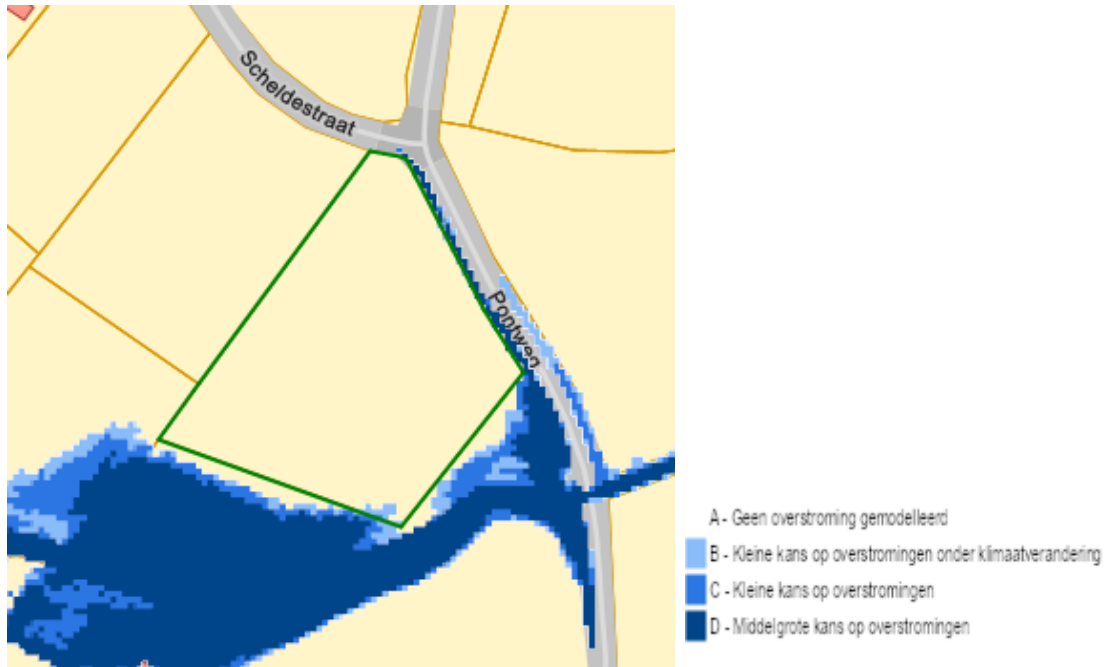 Scheldestraat
Pontweg
A - Geen overstroming gemodelleerd
B - Kleine kans op overstromingen onder klimaatverandering
C - Kleine kans op overstromingen
D - Middelgrote kans op overstromingen